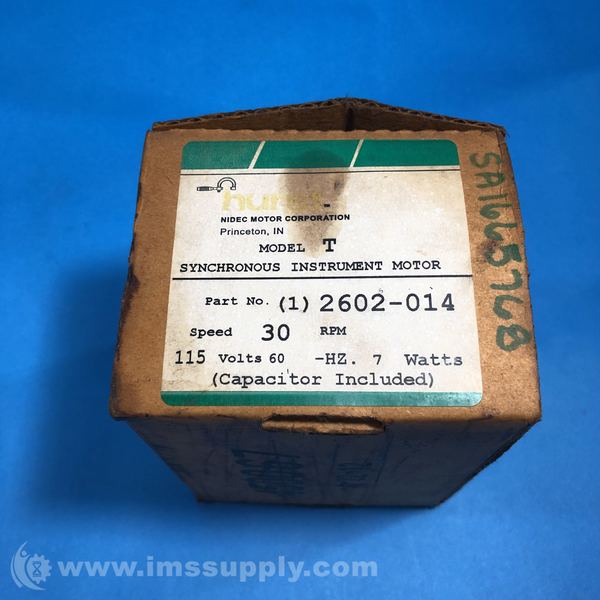 hurst
NIDEC MOTOR CORPORATION
Princeton, IN
MODEL T
SYNCHRONOUS INSTRUMENT MOTOR
Part No. (1) 2602-014
Speed 30 RPM
115 Volts 60 -HZ. 7 Watts
(Capacitor Included)
SA1665768
www.imssupply.com